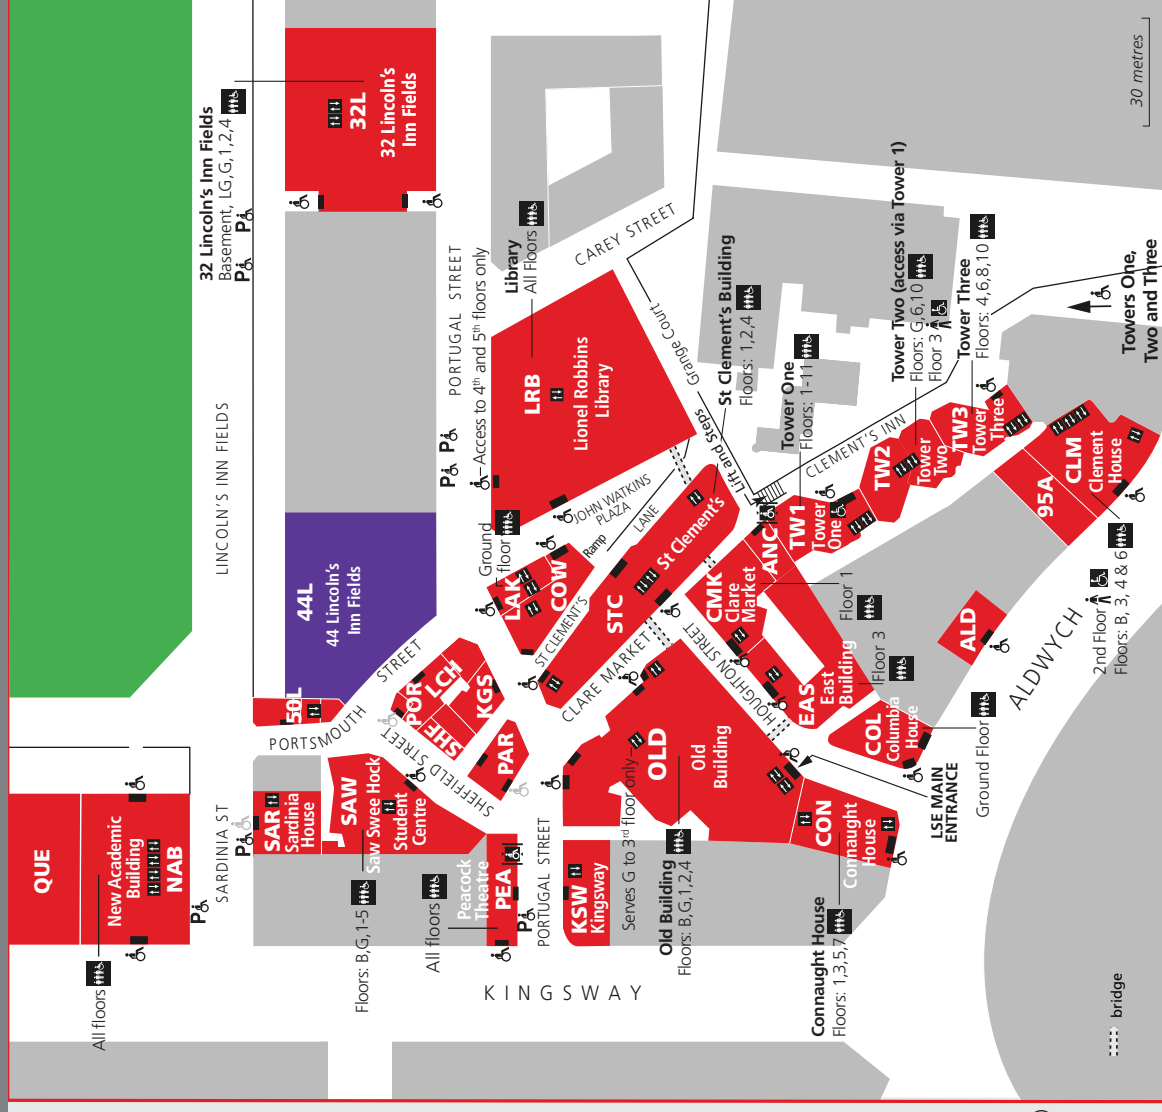 32 Lincoln's Inn Fields
Basement, LG,G,1,2,4
32L
32 Lincoln's
Inn Fields
30 metres
LINCOLN'S INN FIELDS
PORTUGAL STREET
Access to 4th and 5th floors only
Library
All Floors
CAREY STREET
LRB
Lionel Robbins
Library
Grange Court
Lift and Steps
St Clement's Building
Floors: 1,2,4
Tower One
Floors: 1-11
Tower Two (access via Tower 1)
Floors: G,6,10
Floor 3
Tower Three
Floors: 4,6,8,10
Towers One,
Two and Three
CLEMENT'S INN
44L
44 Lincoln's
Inn Fields
Ground
floor
JOHN WATKINS
PLAZA
Ramp
LAK
COW
ST CLEMENT'S
LANE
STC
St Clement's
ANC
TW1
Tower
One
TW2
Tower
Two
TW3
Tower
Three
95A
CLM
Clement
House
2nd Floor
Floors: B, 3, 4 & 6
CMK
Clare
Market
Floor 1
Floor 3
EAS
East
Building
ALD
ALDWYCH
COL
Columbia
House
Ground Floor
LSE MAIN
ENTRANCE
50L
PORTSMOUTH
STREET
POR
LCH
SHE
KGS
PAR
SHEFFIELD STREET
CLARE MARKET
HOUGHTON STREET
OLD
Old
Building
Serves G to 3rd floor only
Old Building
Floors: B,G,1,2,4
CON
Connaught
House
Connaught House
Floors: 1,3,5,7
SARDINIA ST
SAR
Sardinia
House
SAW
Saw Swee Hock
Student
Centre
Floors: B,G,1-5
QUE
New Academic
Building
NAB
All floors
Peacock
Theatre
PEA
All floors
PORTUGAL STREET
KSW
Kingsway
KINGSWAY
bridge
P
P
P
P
P
P
P